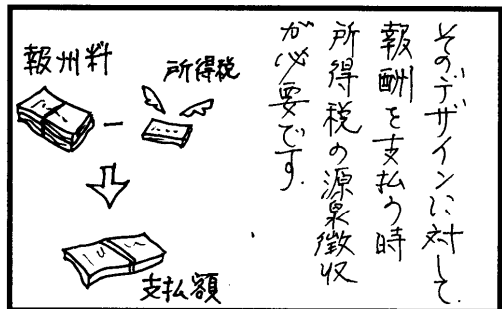 そのデザインに対して
報酬を支払う時
所得税の源泉徴収
が必要です.
報州料
所得税
支払額